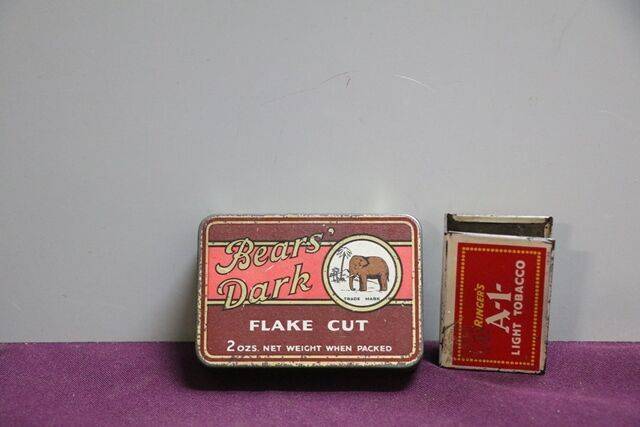 Bears'
Dark
TRADE MARK
FLAKE CUT
2 OZS. NET WEIGHT WHEN PACKED
RINGER'S
A-1-
LIGHT TOBACCO